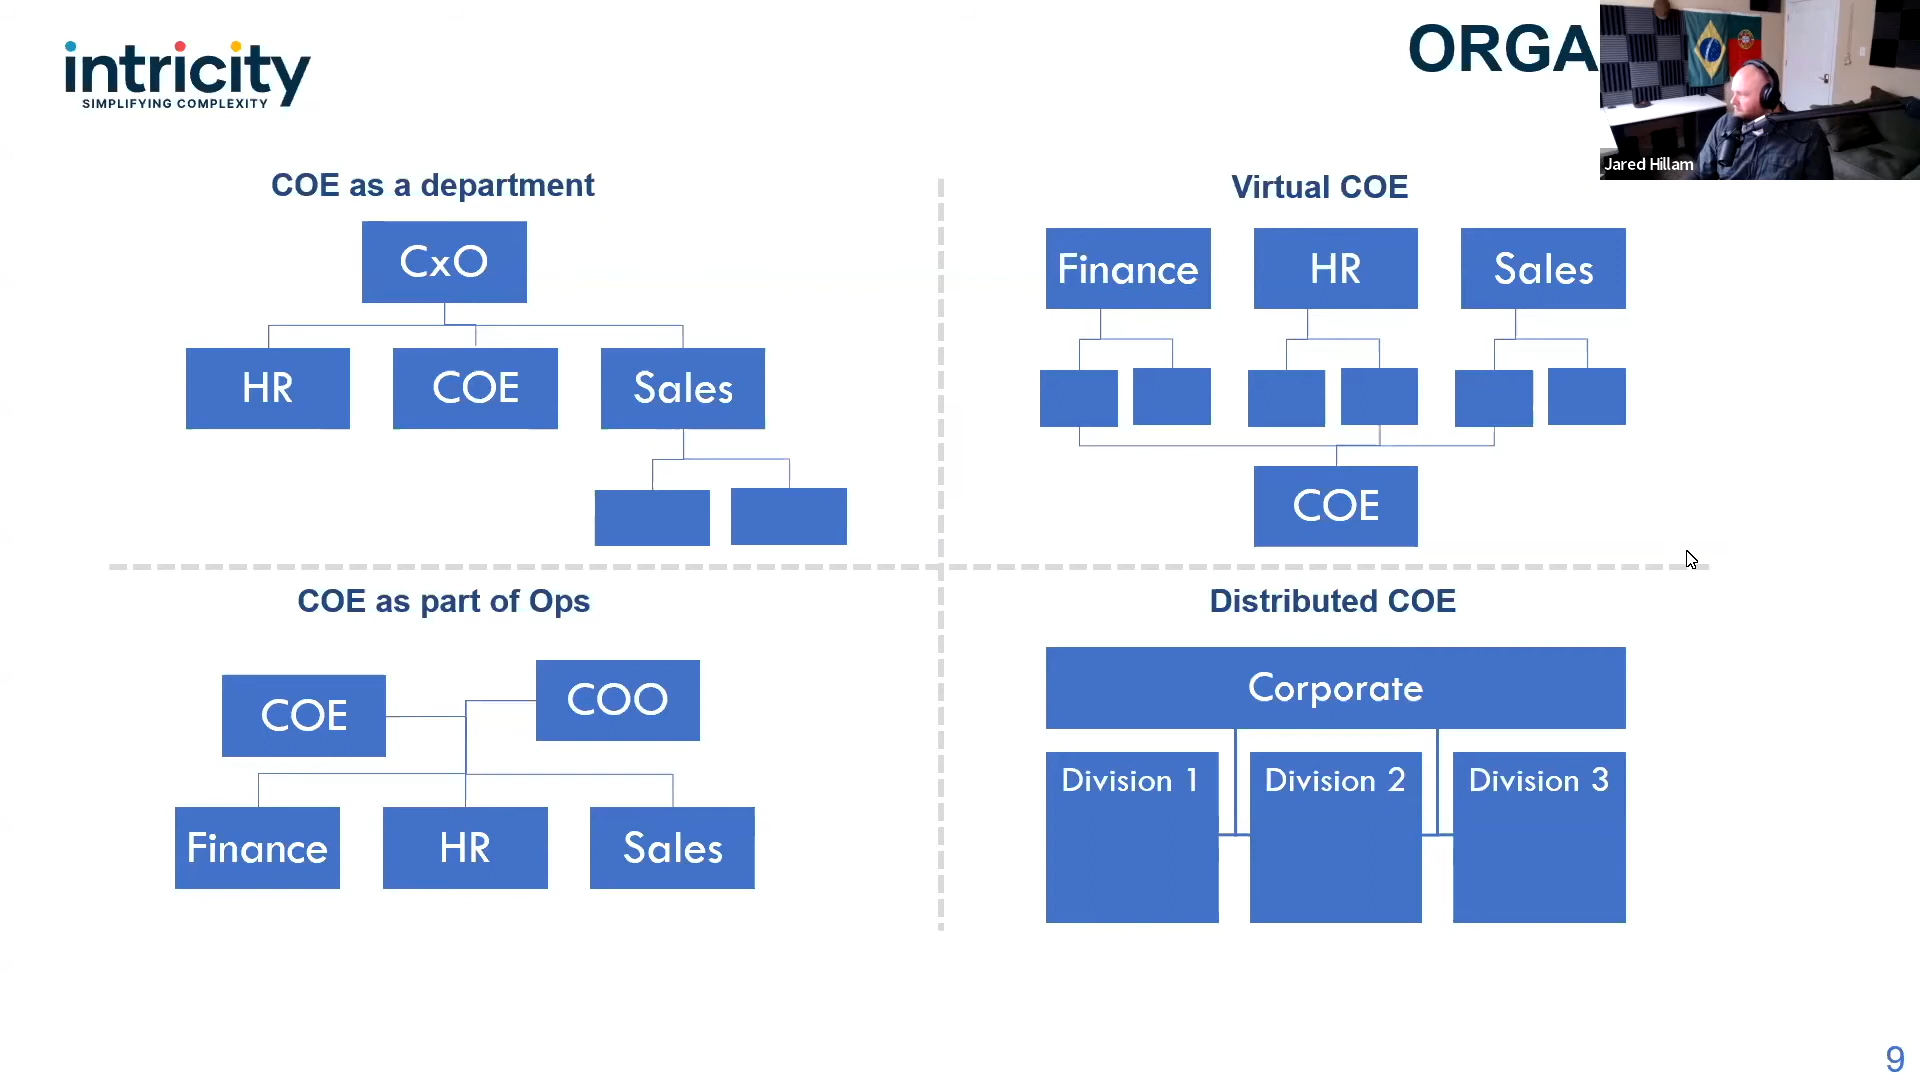 intricity
SIMPLIFYING COMPLEXITY
ORGA
Jared Hillam
COE as a department
CxO
HR
COE
Sales
Virtual COE
Finance
HR
Sales
COE
COE as part of Ops
COE
COO
Finance
HR
Sales
Distributed COE
Corporate
Division 1
Division 2
Division 3
9